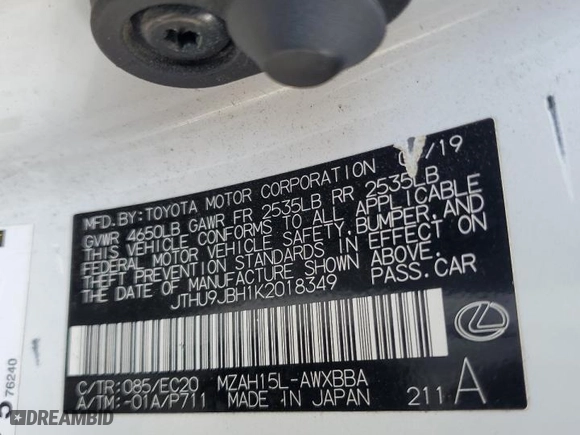 MFD. BY: TOYOTA MOTOR CORPORATION /19
GVWR 4650LB GAWR FR 2535LB RR 2535LB
THIS VEHICLE CONFORMS TO ALL APPLICABLE
FEDERAL MOTOR VEHICLE SAFETY, BUMPER, AND
THEFT PREVENTION STANDARDS IN EFFECT ON
THE DATE OF MANUFACTURE SHOWN ABOVE.
JTHU9JBH1K2018349 PASS. CAR
C/TR: 085/EC20 MZAH15L-AWXBBA
A/TM: -01A/P711 MADE IN JAPAN 211 A
76240
DREAMBID